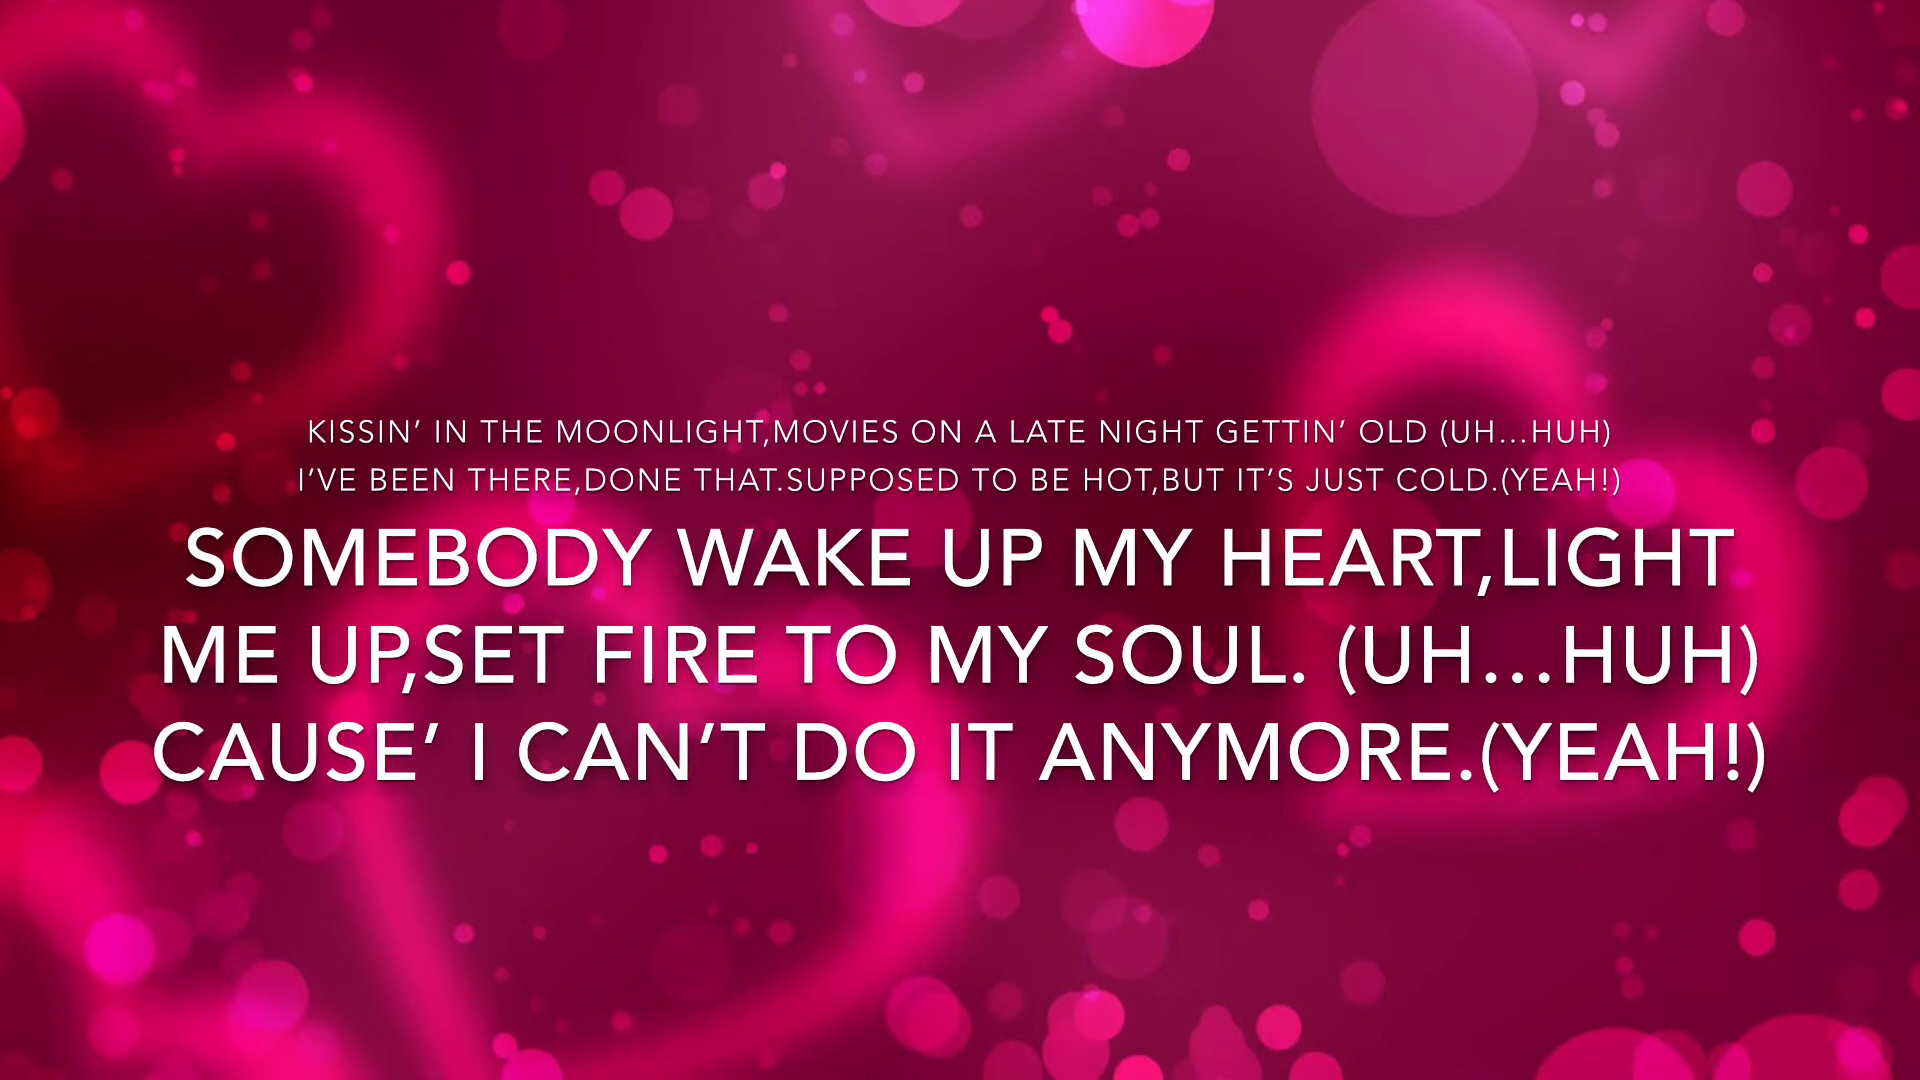 KISSIN’ IN THE MOONLIGHT,MOVIES ON A LATE NIGHT GETTIN’ OLD (UH...HUH)
I’VE BEEN THERE,DONE THAT.SUPPOSED TO BE HOT,BUT IT’S JUST COLD.(YEAH!)
SOMEBODY WAKE UP MY HEART,LIGHT
ME UP,SET FIRE TO MY SOUL. (UH...HUH)
CAUSE’ I CAN’T DO IT ANYMORE.(YEAH!)